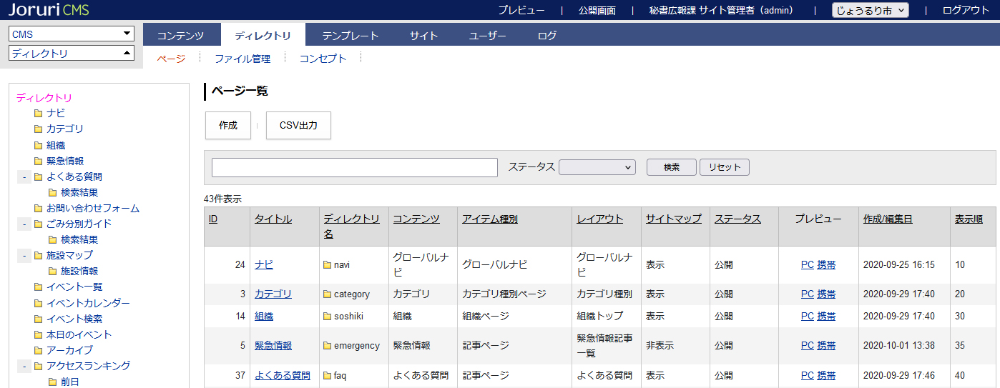 Joruri CMS
プレビュー | 公開画面 | 秘書広報課 サイト管理者（admin） | じょうるり市 | ログアウト
CMS
ディレクトリ
コンテンツ ディレクトリ テンプレート サイト ユーザー ログ
ページ ファイル管理 コンセプト
ディレクトリ
ナビ
カテゴリ
組織
緊急情報
- よくある質問
検索結果
お問い合わせフォーム
- ごみ分別ガイド
検索結果
- 施設マップ
施設情報
イベント一覧
イベントカレンダー
イベント検索
本日のイベント
アーカイブ
- アクセスランキング
前日
ページ一覧
作成 | CSV出力
ステータス 検索 リセット
43件表示
ID タイトル ディレクトリ名 コンテンツ アイテム種別 レイアウト サイトマップ ステータス プレビュー 作成/編集日 表示順
24 ナビ navi グローバルナビ グローバルナビ グローバルナビ 表示 公開 PC 携帯 2020-09-25 16:15 10
3 カテゴリ category カテゴリ カテゴリ種別ページ カテゴリ種別 表示 公開 PC 携帯 2020-09-29 17:40 20
14 組織 soshiki 組織 組織ページ 組織トップ 表示 公開 PC 携帯 2020-09-29 17:40 30
5 緊急情報 emergency 緊急情報 記事ページ 緊急情報記事一覧 非表示 公開 PC 携帯 2020-10-01 13:38 35
37 よくある質問 faq よくある質問 記事ページ よくある質問 表示 公開 PC 携帯 2020-09-29 17:46 40